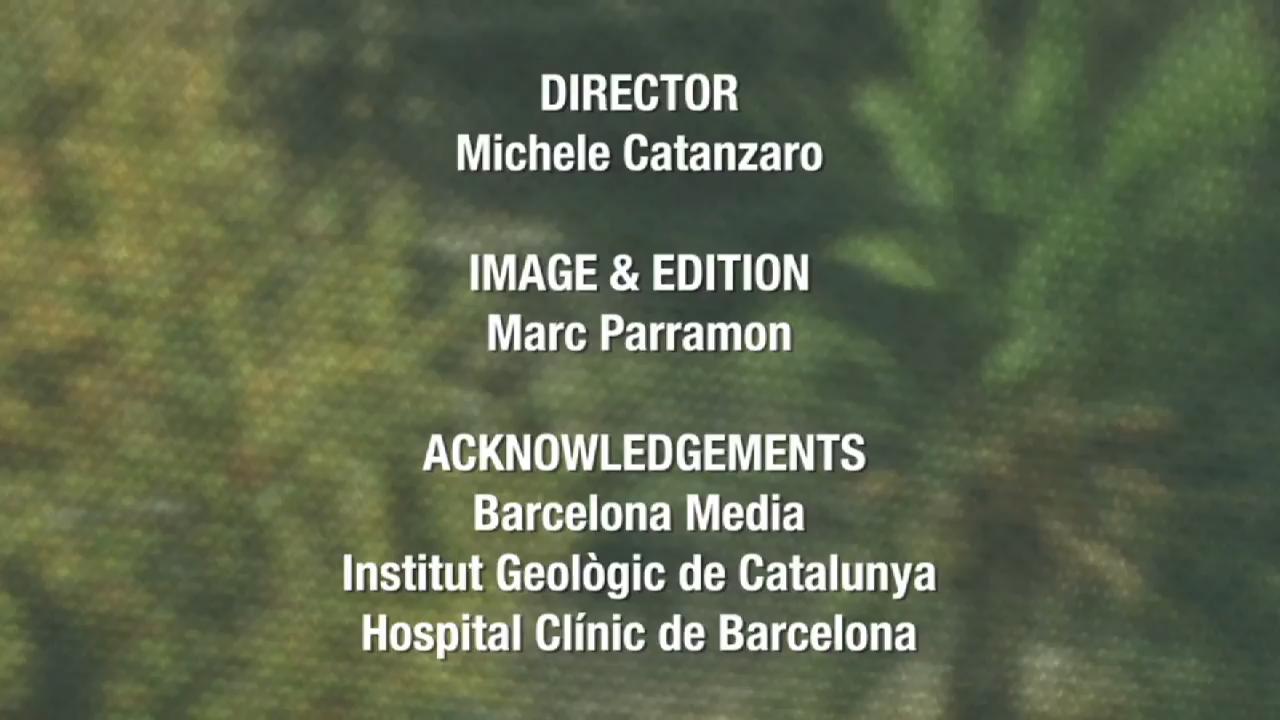 DIRECTOR
Michele Catanzaro
IMAGE & EDITION
Marc Parramon
ACKNOWLEDGEMENTS
Barcelona Media
Institut Geològic de Catalunya
Hospital Clínic de Barcelona